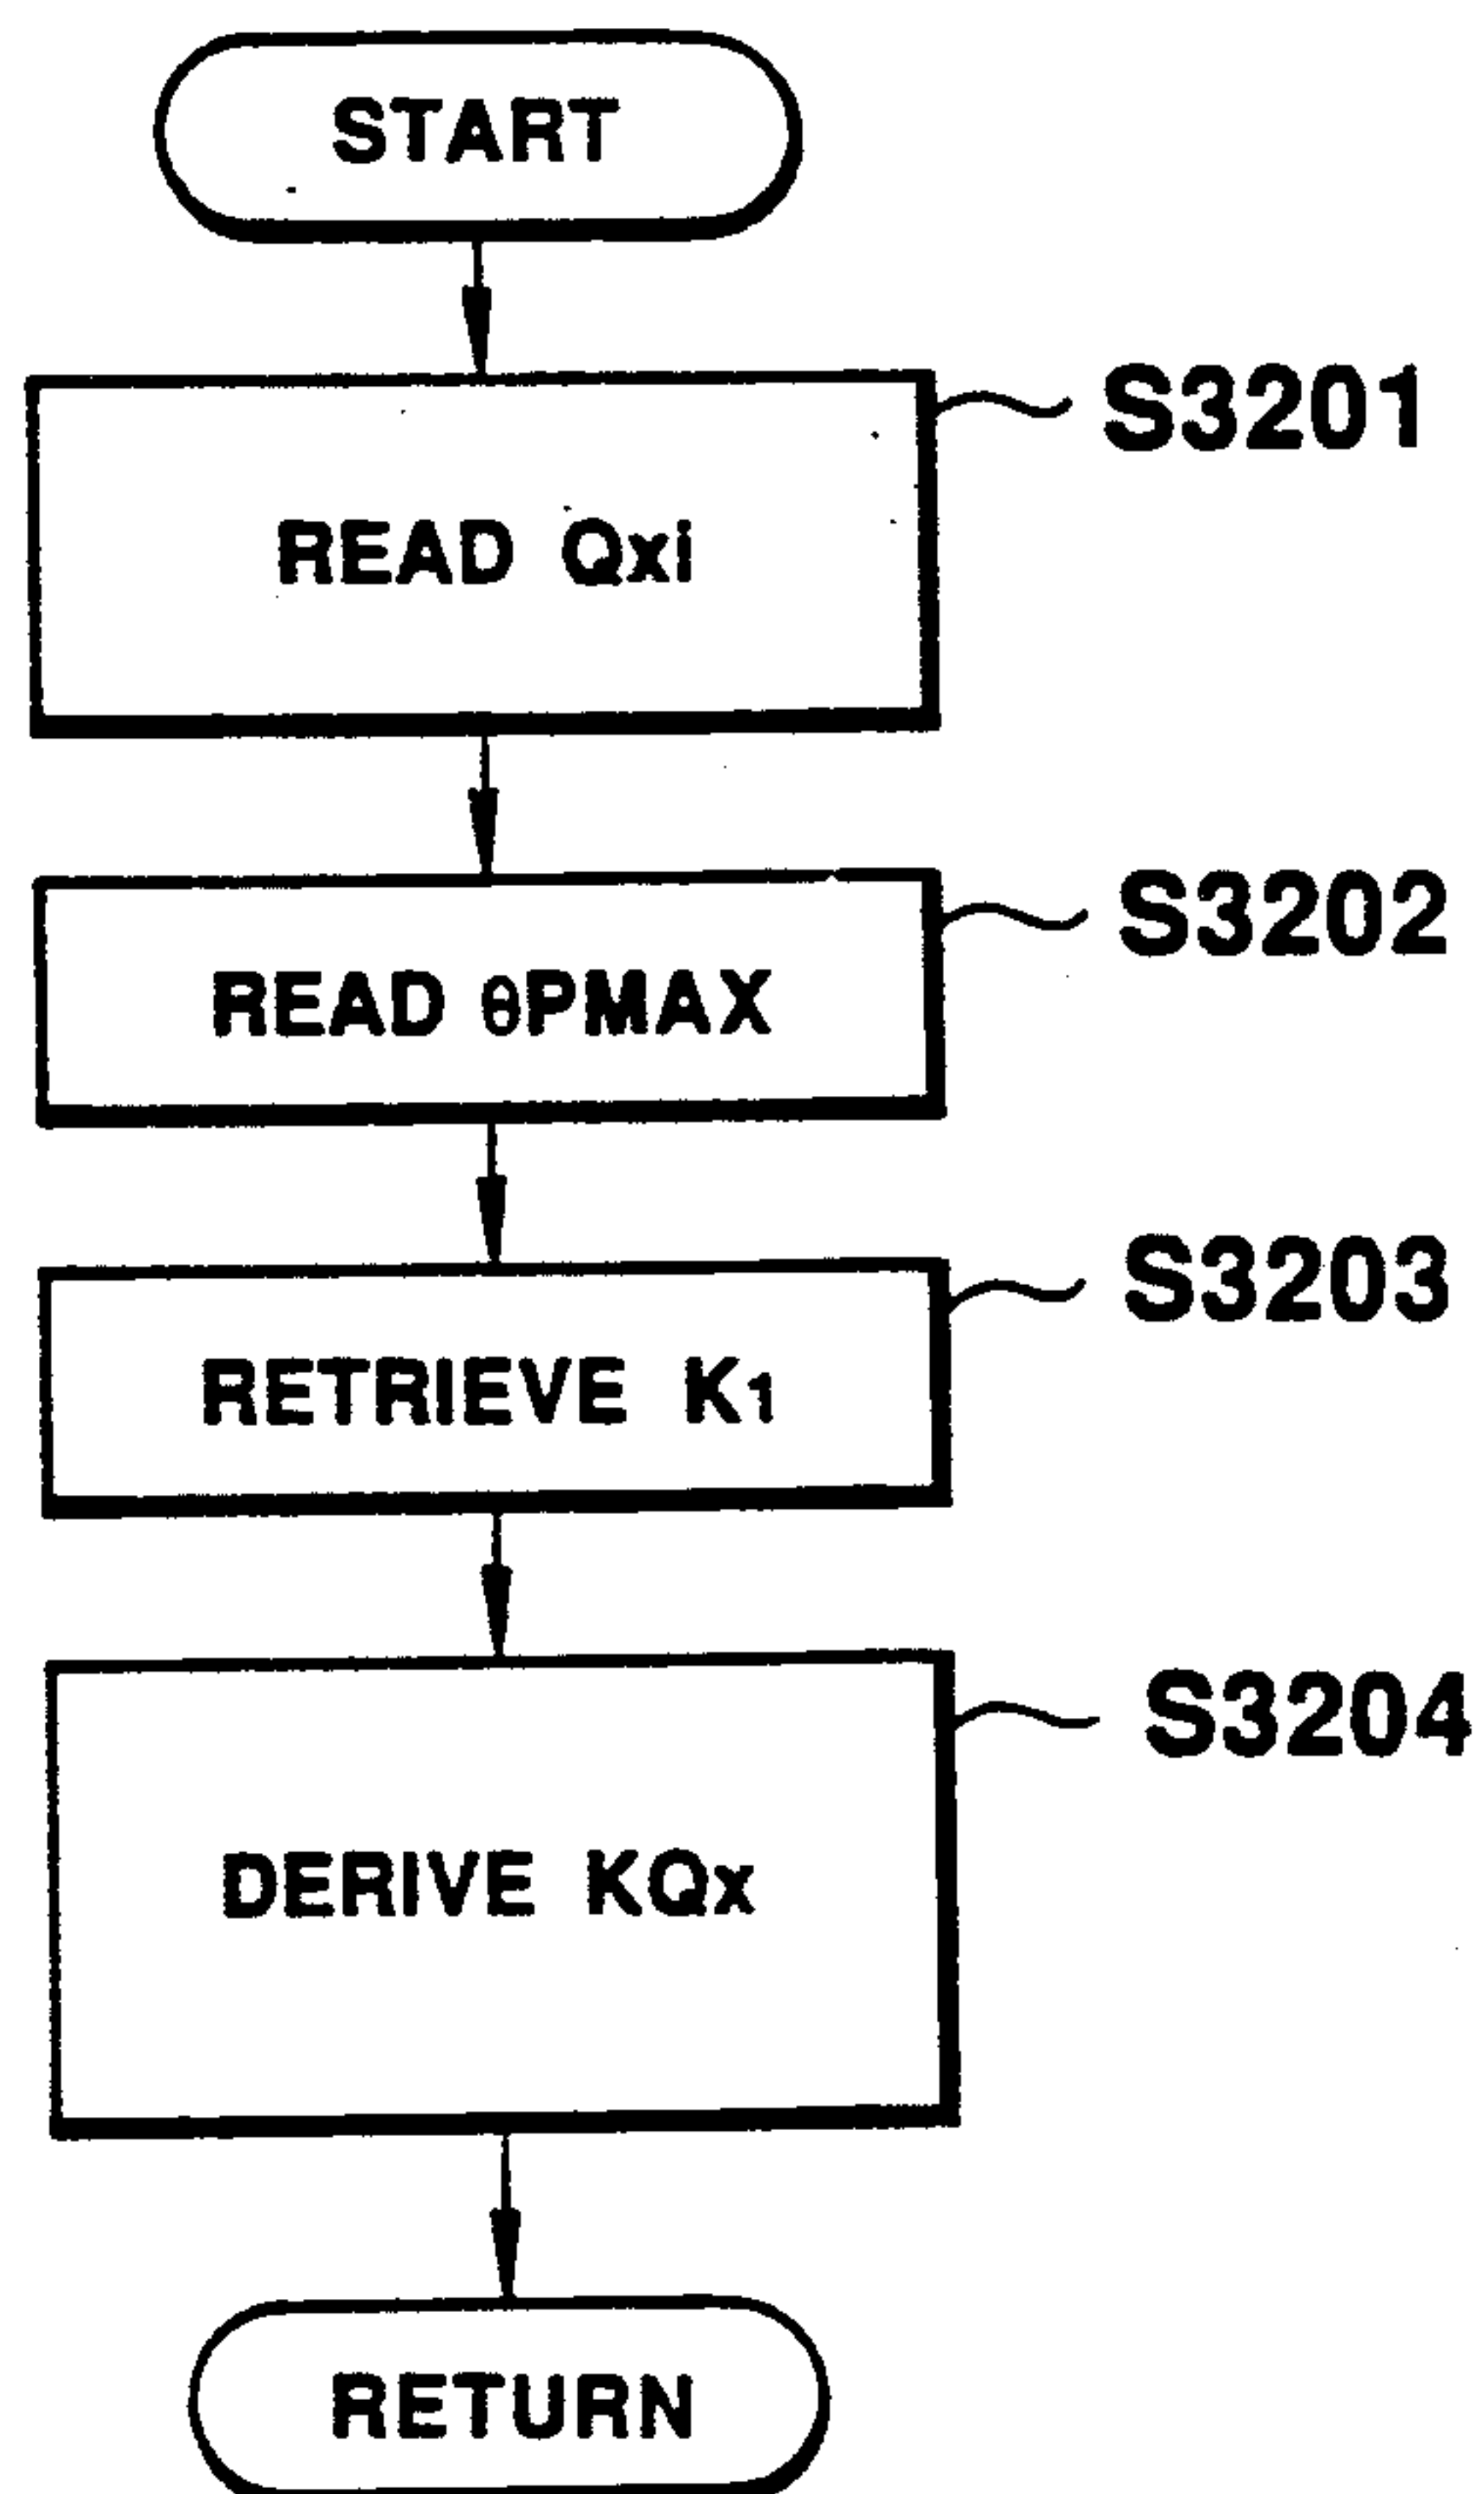 START
S3201
READ Qxi
S3202
READ θPMAX
S3203
RETRIEVE K1
S3204
DERIVE KQx
RETURN